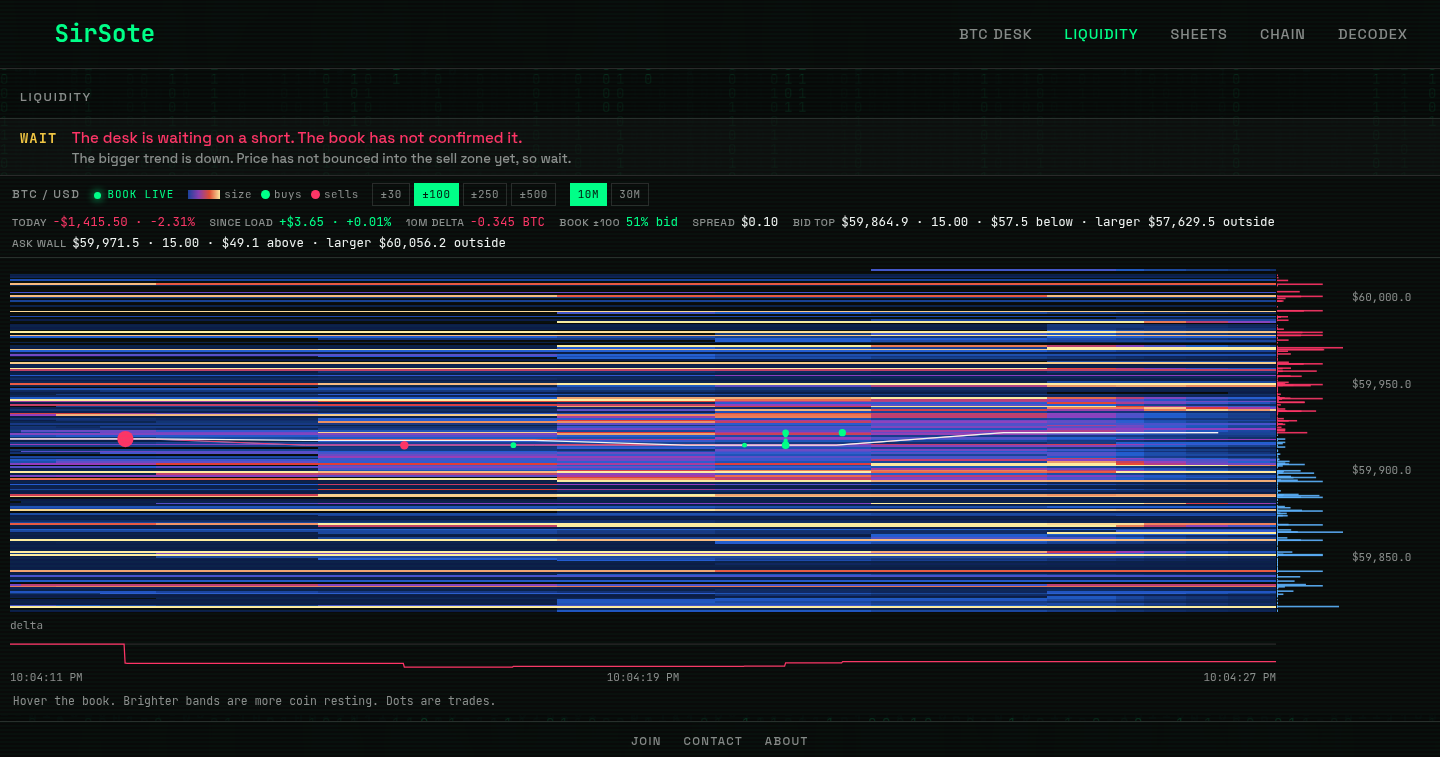 SirSote
BTC DESK LIQUIDITY SHEETS CHAIN DECODEX
LIQUIDITY
WAIT The desk is waiting on a short. The book has not confirmed it.
The bigger trend is down. Price has not bounced into the sell zone yet, so wait.
BTC / USD BOOK LIVE size buys sells ±30 ±100 ±250 ±500 10M 30M
TODAY -$1,415.50 · -2.31% SINCE LOAD +$3.65 · +0.01% 10M DELTA -0.345 BTC BOOK ±100 51% bid SPREAD $0.10 BID TOP $59,864.9 · 15.00 · $57.5 below · larger $57,629.5 outside
ASK WALL $59,971.5 · 15.00 · $49.1 above · larger $60,056.2 outside
$60,000.0
$59,950.0
$59,900.0
$59,850.0
delta
10:04:11 PM 10:04:19 PM 10:04:27 PM
Hover the book. Brighter bands are more coin resting. Dots are trades.
JOIN CONTACT ABOUT